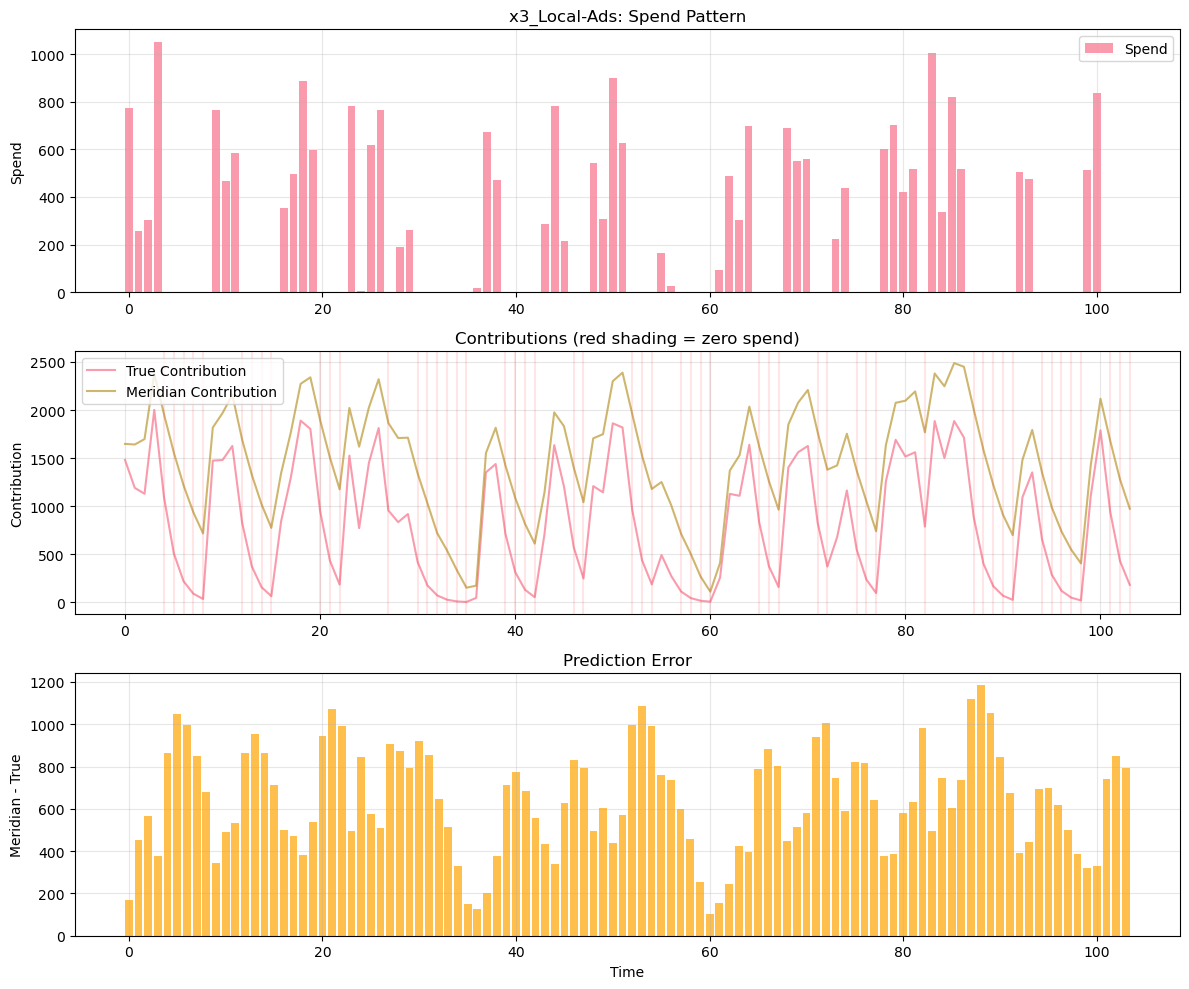 x3_Local-Ads: Spend Pattern
Spend
1000
800
600
400
200
0
Spend
0 20 40 60 80 100
Contributions (red shading = zero spend)
True Contribution
Meridian Contribution
2500
2000
1500
1000
500
0
Contribution
0 20 40 60 80 100
Prediction Error
1200
1000
800
600
400
200
0
Meridian - True
0 20 40 60 80 100
Time